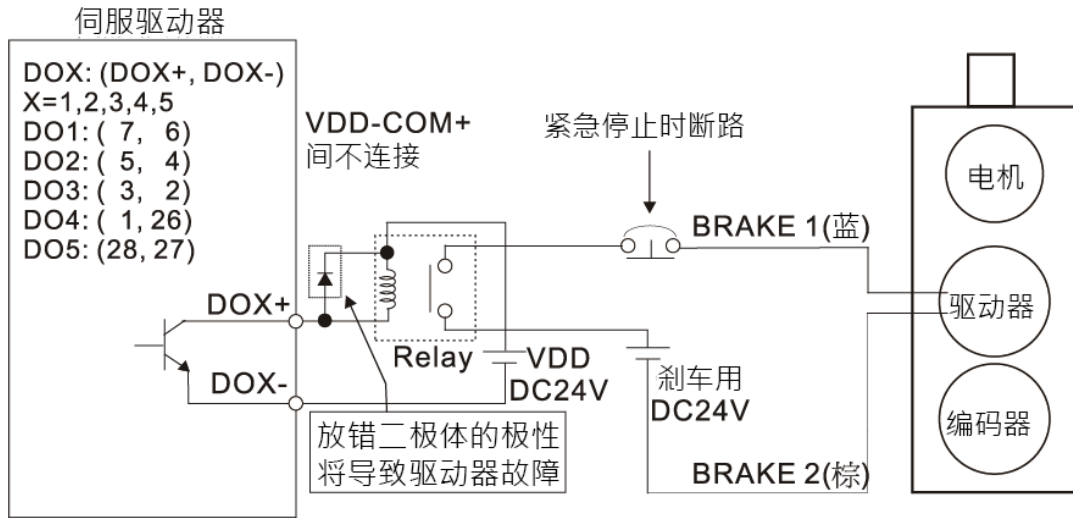 伺服驱动器
DOX: (DOX+, DOX-)
X=1,2,3,4,5
DO1: ( 7, 6)
DO2: ( 5, 4)
DO3: ( 3, 2)
DO4: ( 1, 26)
DO5: (28, 27)
VDD-COM+
间不连接
紧急停止时断路
BRAKE 1(蓝)
电机
驱动器
编码器
DOX+
DOX-
Relay
VDD
DC24V
刹车用
DC24V
放错二极体的极性
将导致驱动器故障
BRAKE 2(棕)